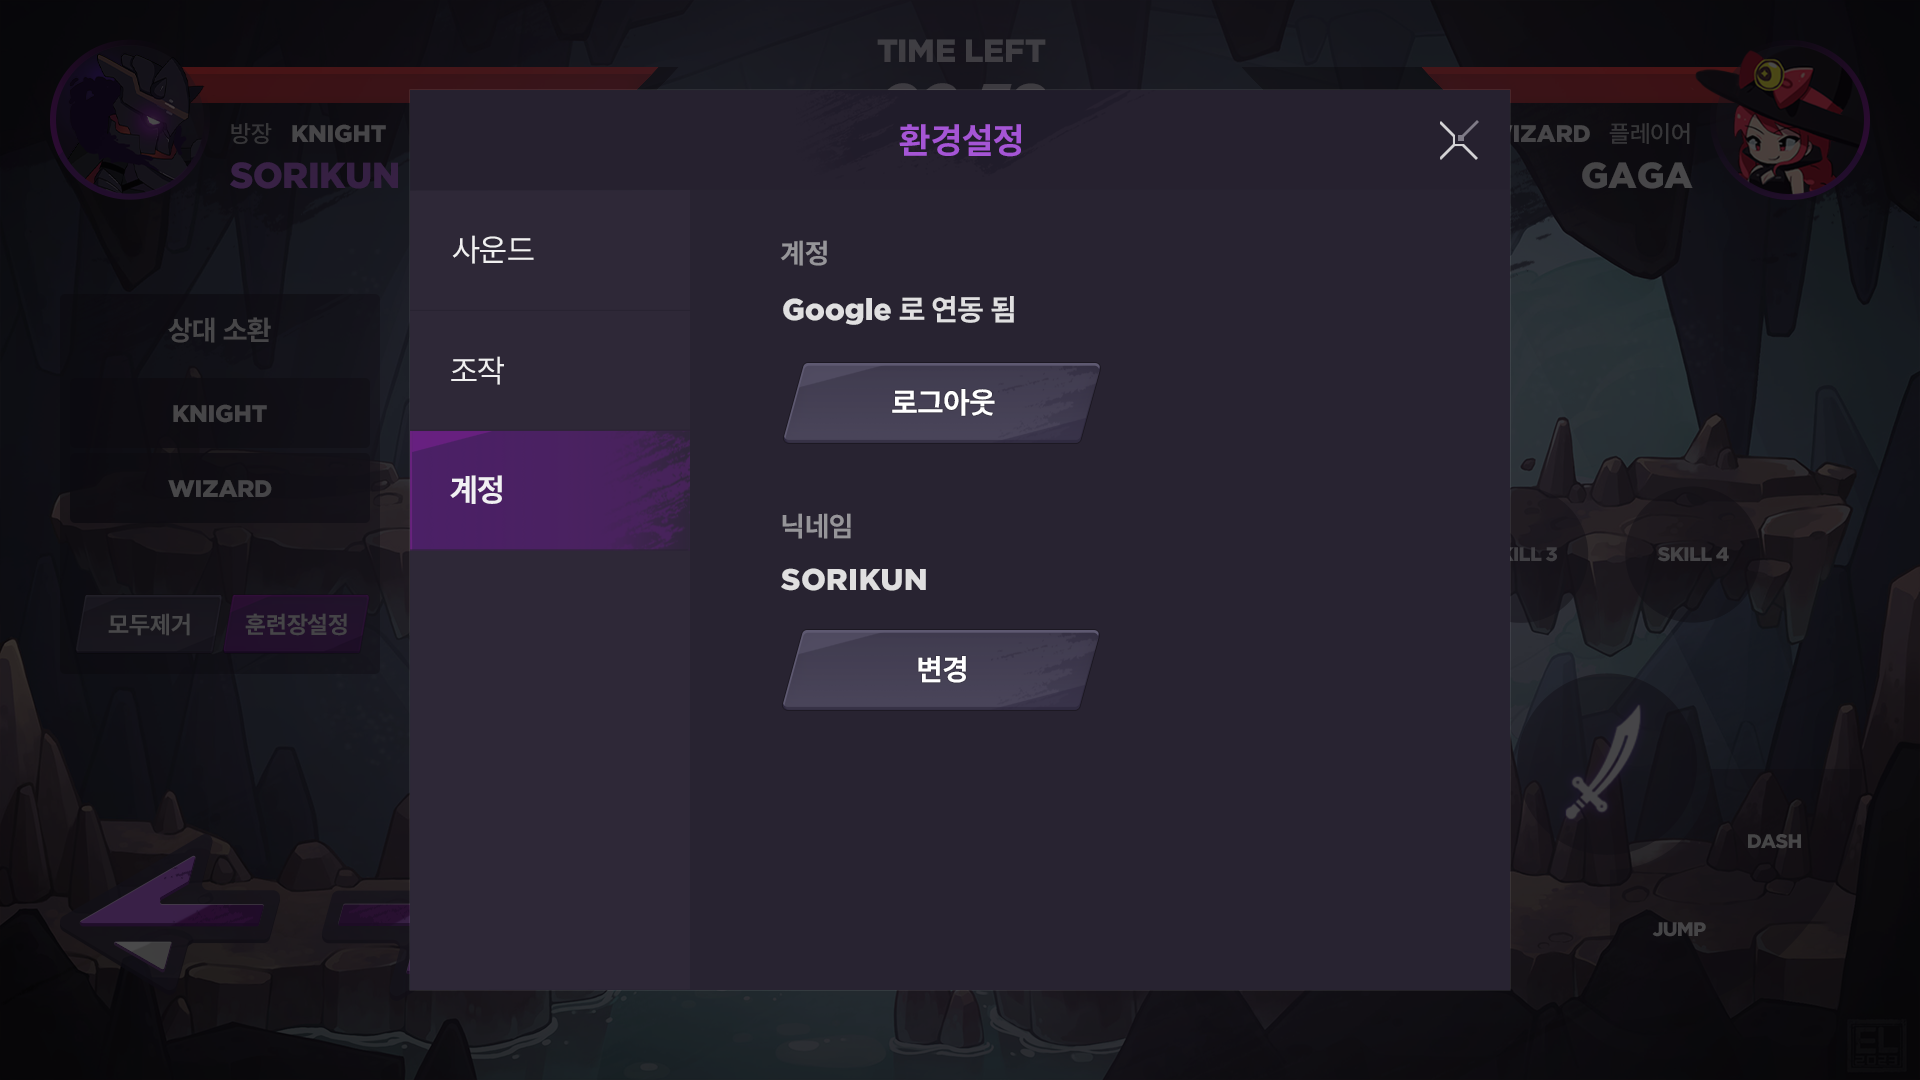 TIME LEFT
방장 KNIGHT
SORIKUN
WIZARD 플레이어
GAGA
환경설정
사운드
조작
계정
계정
Google 로 연동 됨
로그아웃
닉네임
SORIKUN
변경
상대 소환
KNIGHT
WIZARD
모두제거
훈련장설정
SKILL 4
DASH
JUMP